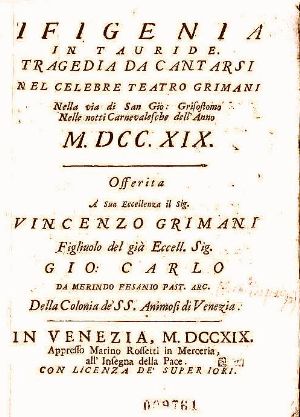 IFIGENIA
IN TAURIDE.
TRAGEDIA DA CANTARSI
NEL CELEBRE TEATRO GRIMANI
Nella via di San Gio: Grisostomo
Nelle notti Carnevalesche dell'Anno
M. DCC. XIX.
Offerita
A Sua Eccellenza il Sig.
VINCENZO GRIMANI
Figliuolo del già Eccell. Sig.
GIO: CARLO
DA MERINDO FESANIO PAST. ARC.
Della Colonia de' SS. Animosi di Venezia.
IN VENEZIA, M. DCCXIX.
Appresso Marino Rossetti in Merceria,
all' Insegna della Pace.
CON LICENZA DE' SUPERIORI.